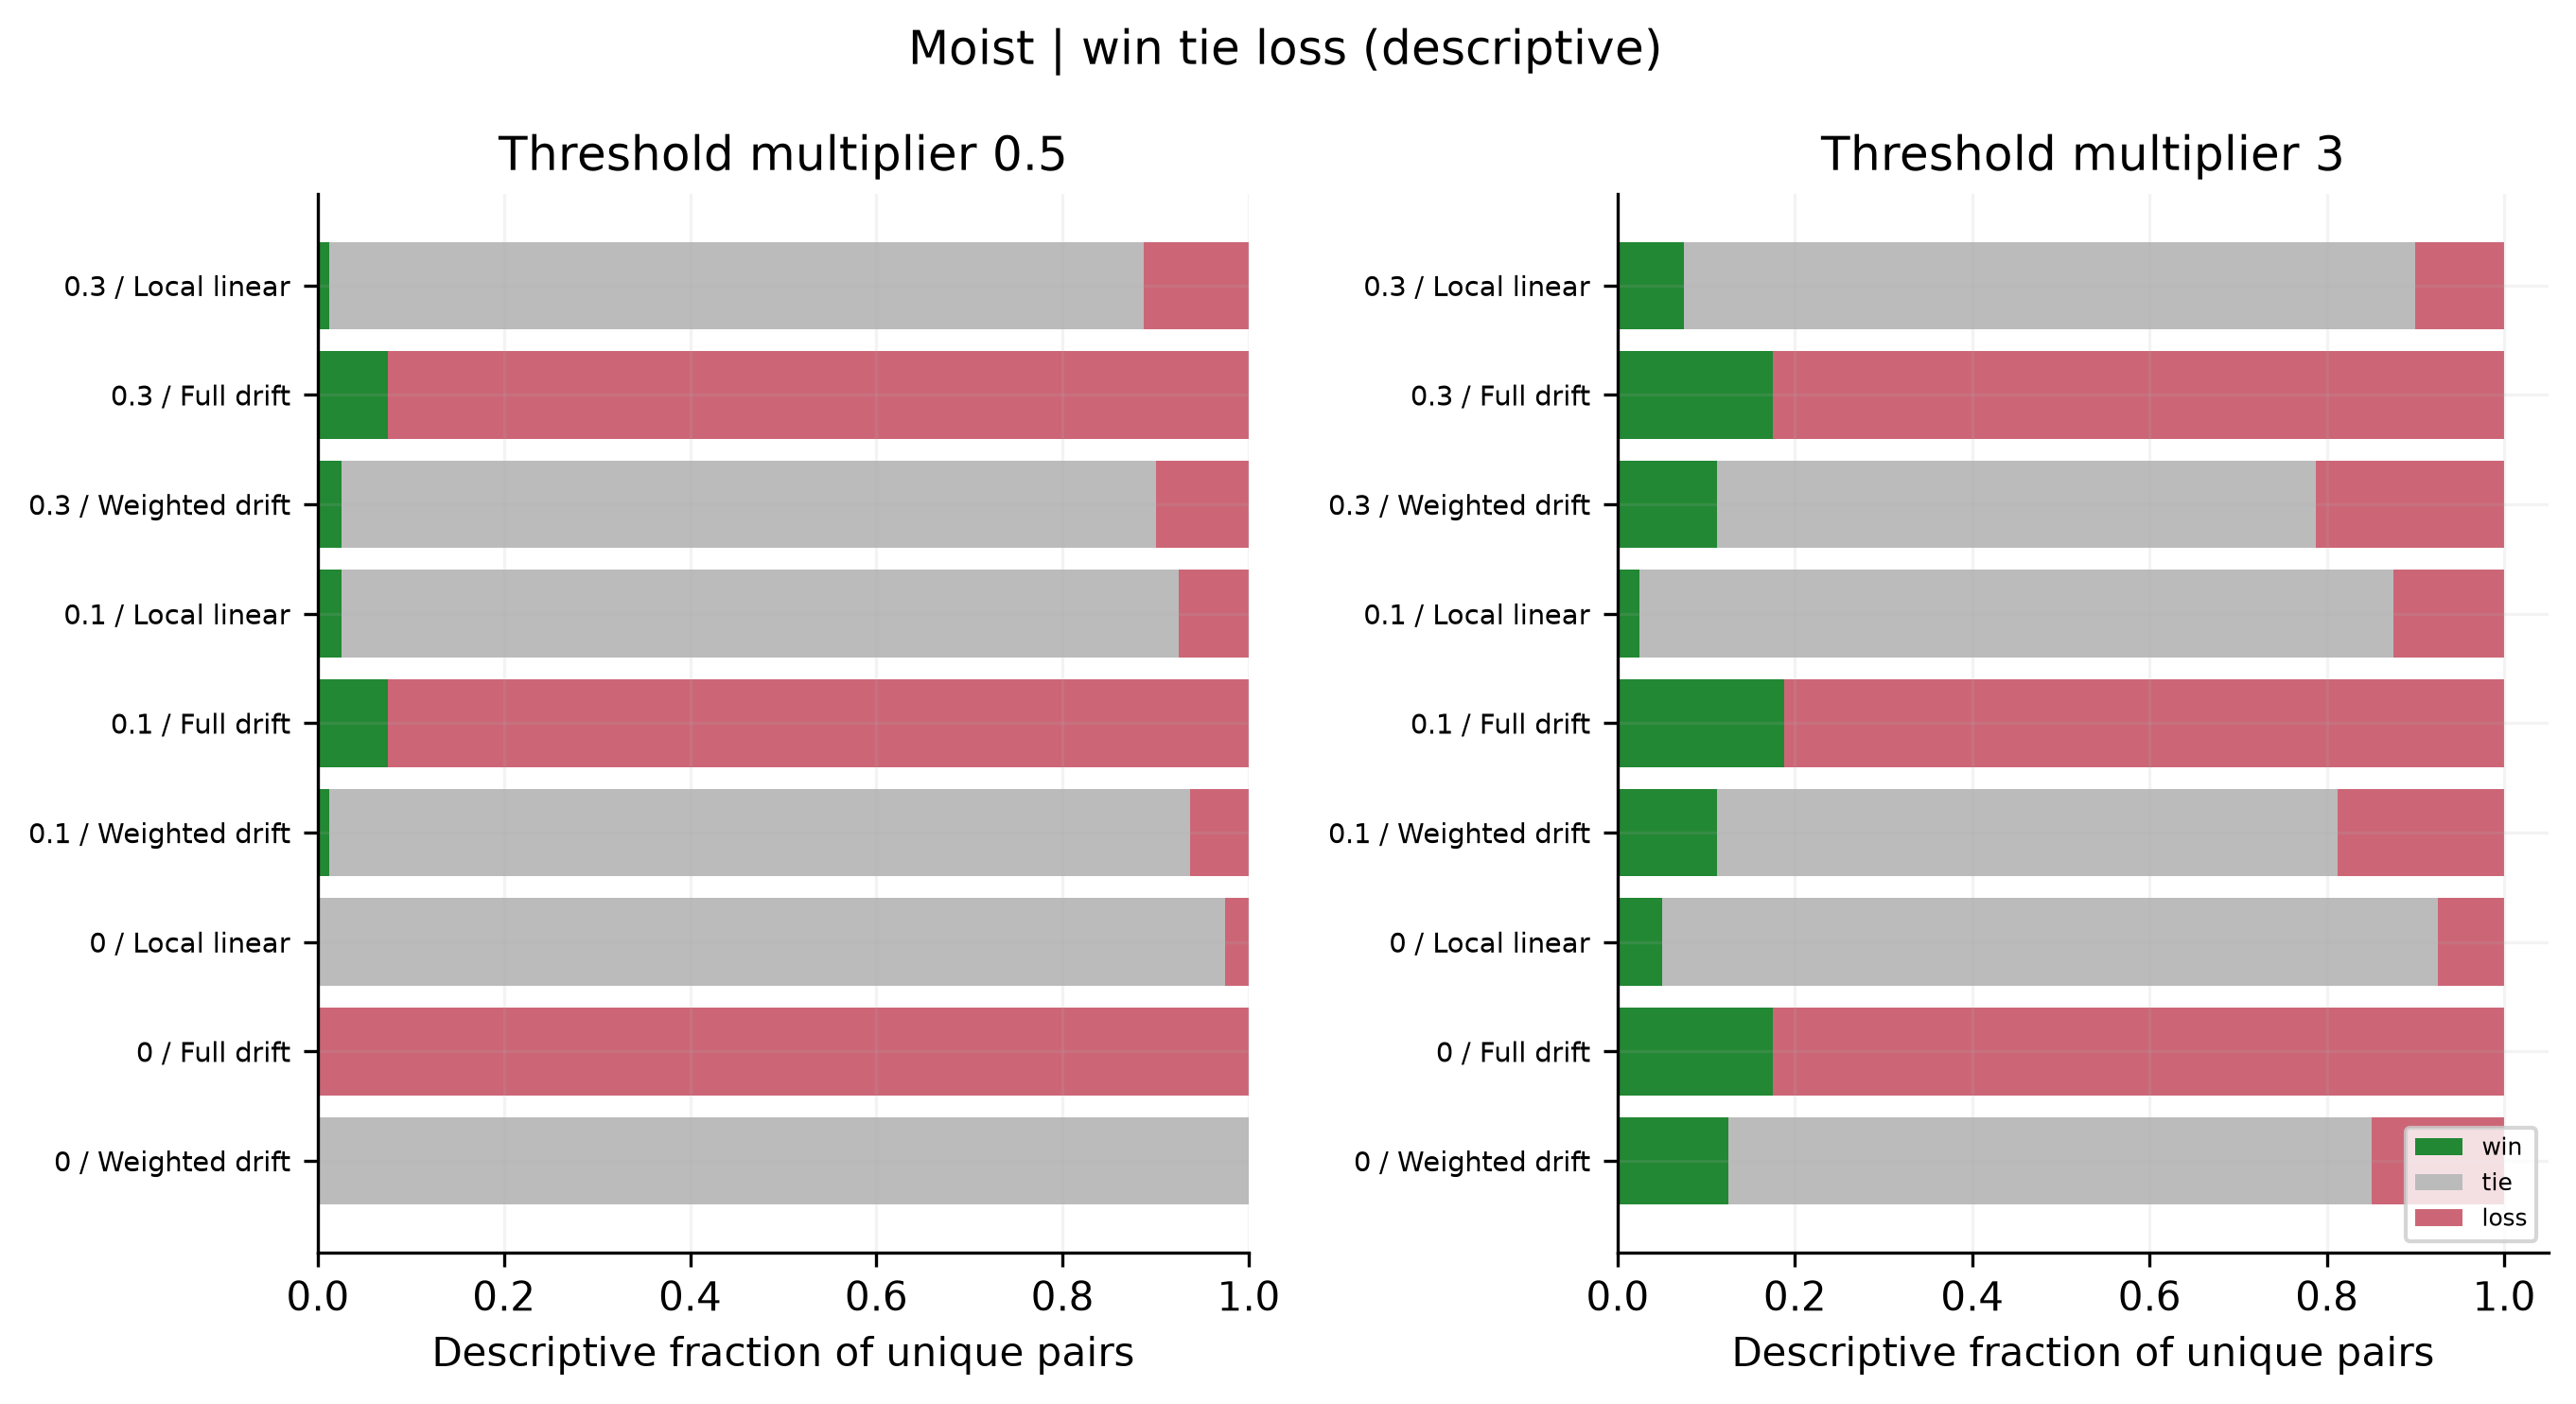 Moist | win tie loss (descriptive)
Threshold multiplier 0.5
0.3 / Local linear
0.3 / Full drift
0.3 / Weighted drift
0.1 / Local linear
0.1 / Full drift
0.1 / Weighted drift
0 / Local linear
0 / Full drift
0 / Weighted drift
0.0 0.2 0.4 0.6 0.8 1.0
Descriptive fraction of unique pairs
Threshold multiplier 3
0.3 / Local linear
0.3 / Full drift
0.3 / Weighted drift
0.1 / Local linear
0.1 / Full drift
0.1 / Weighted drift
0 / Local linear
0 / Full drift
0 / Weighted drift
win
tie
loss
0.0 0.2 0.4 0.6 0.8 1.0
Descriptive fraction of unique pairs